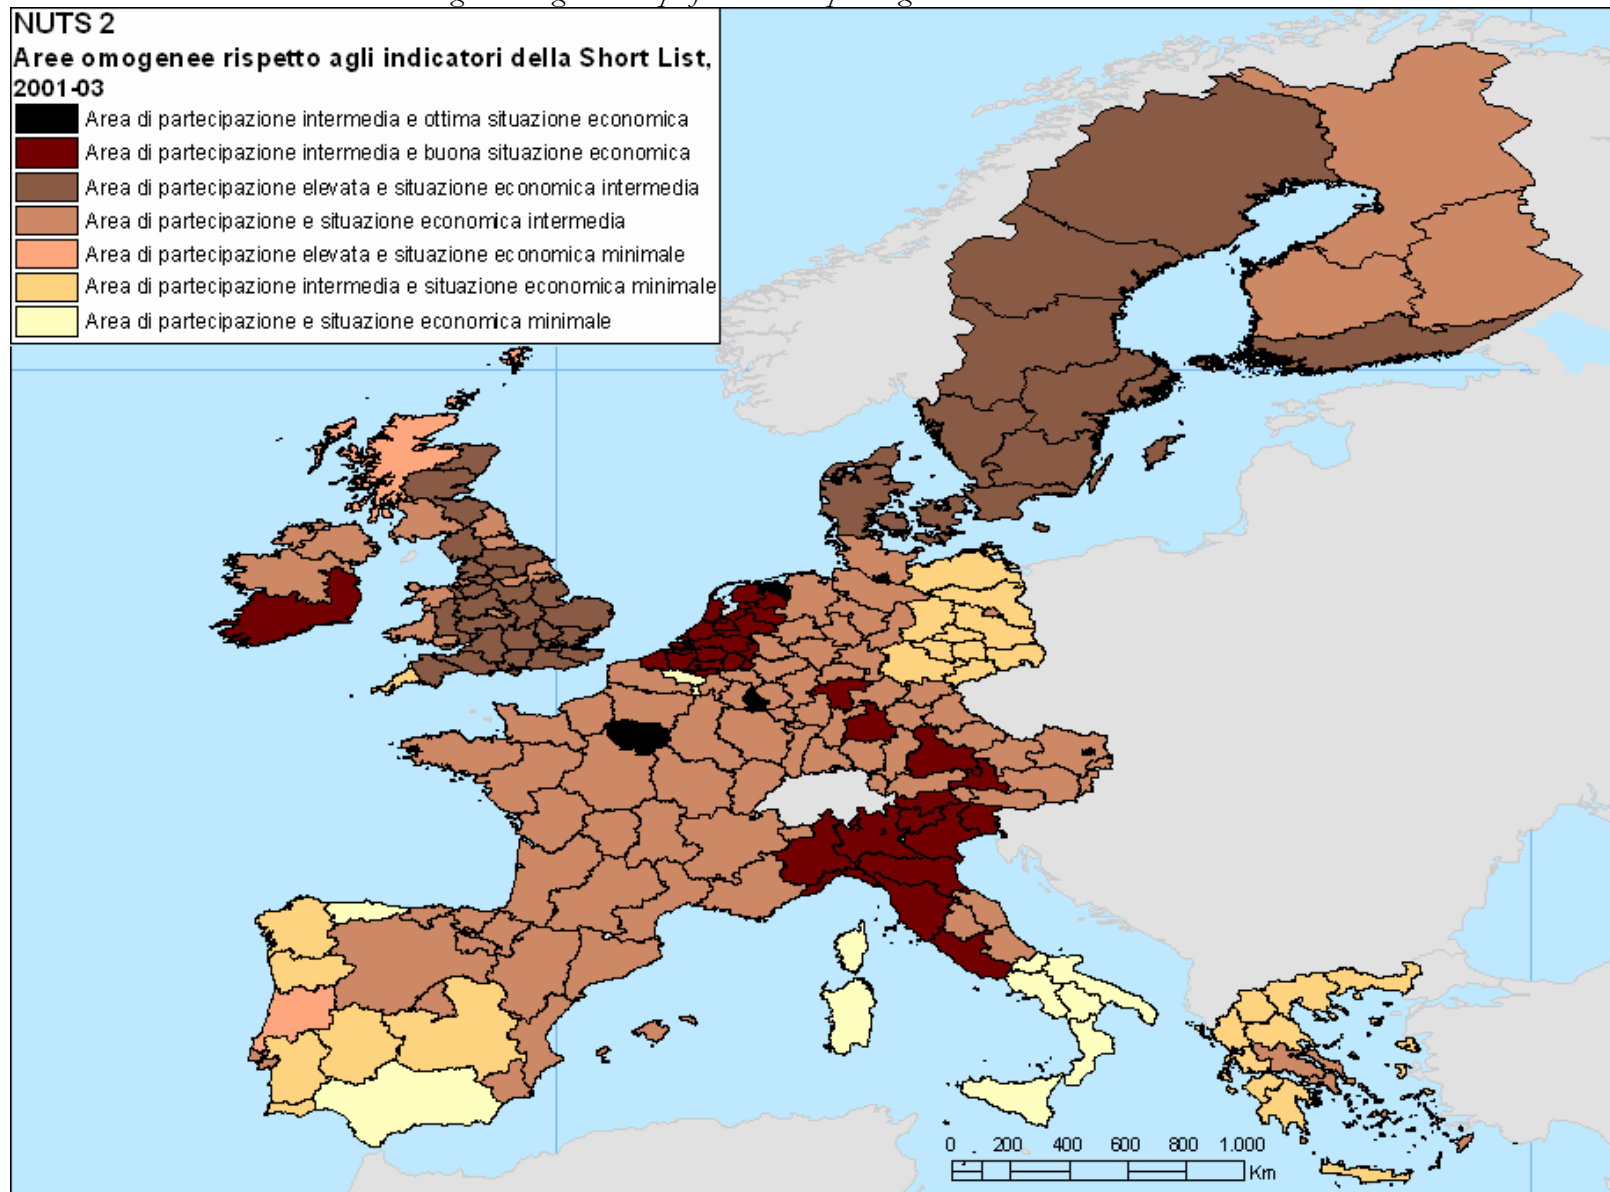 NUTS 2
Aree omogenee rispetto agli indicatori della Short List,
2001-03
Area di partecipazione intermedia e ottima situazione economica
Area di partecipazione intermedia e buona situazione economica
Area di partecipazione elevata e situazione economica intermedia
Area di partecipazione e situazione economica intermedia
Area di partecipazione elevata e situazione economica minimale
Area di partecipazione intermedia e situazione economica minimale
Area di partecipazione e situazione economica minimale
0 200 400 600 800 1.000
Km